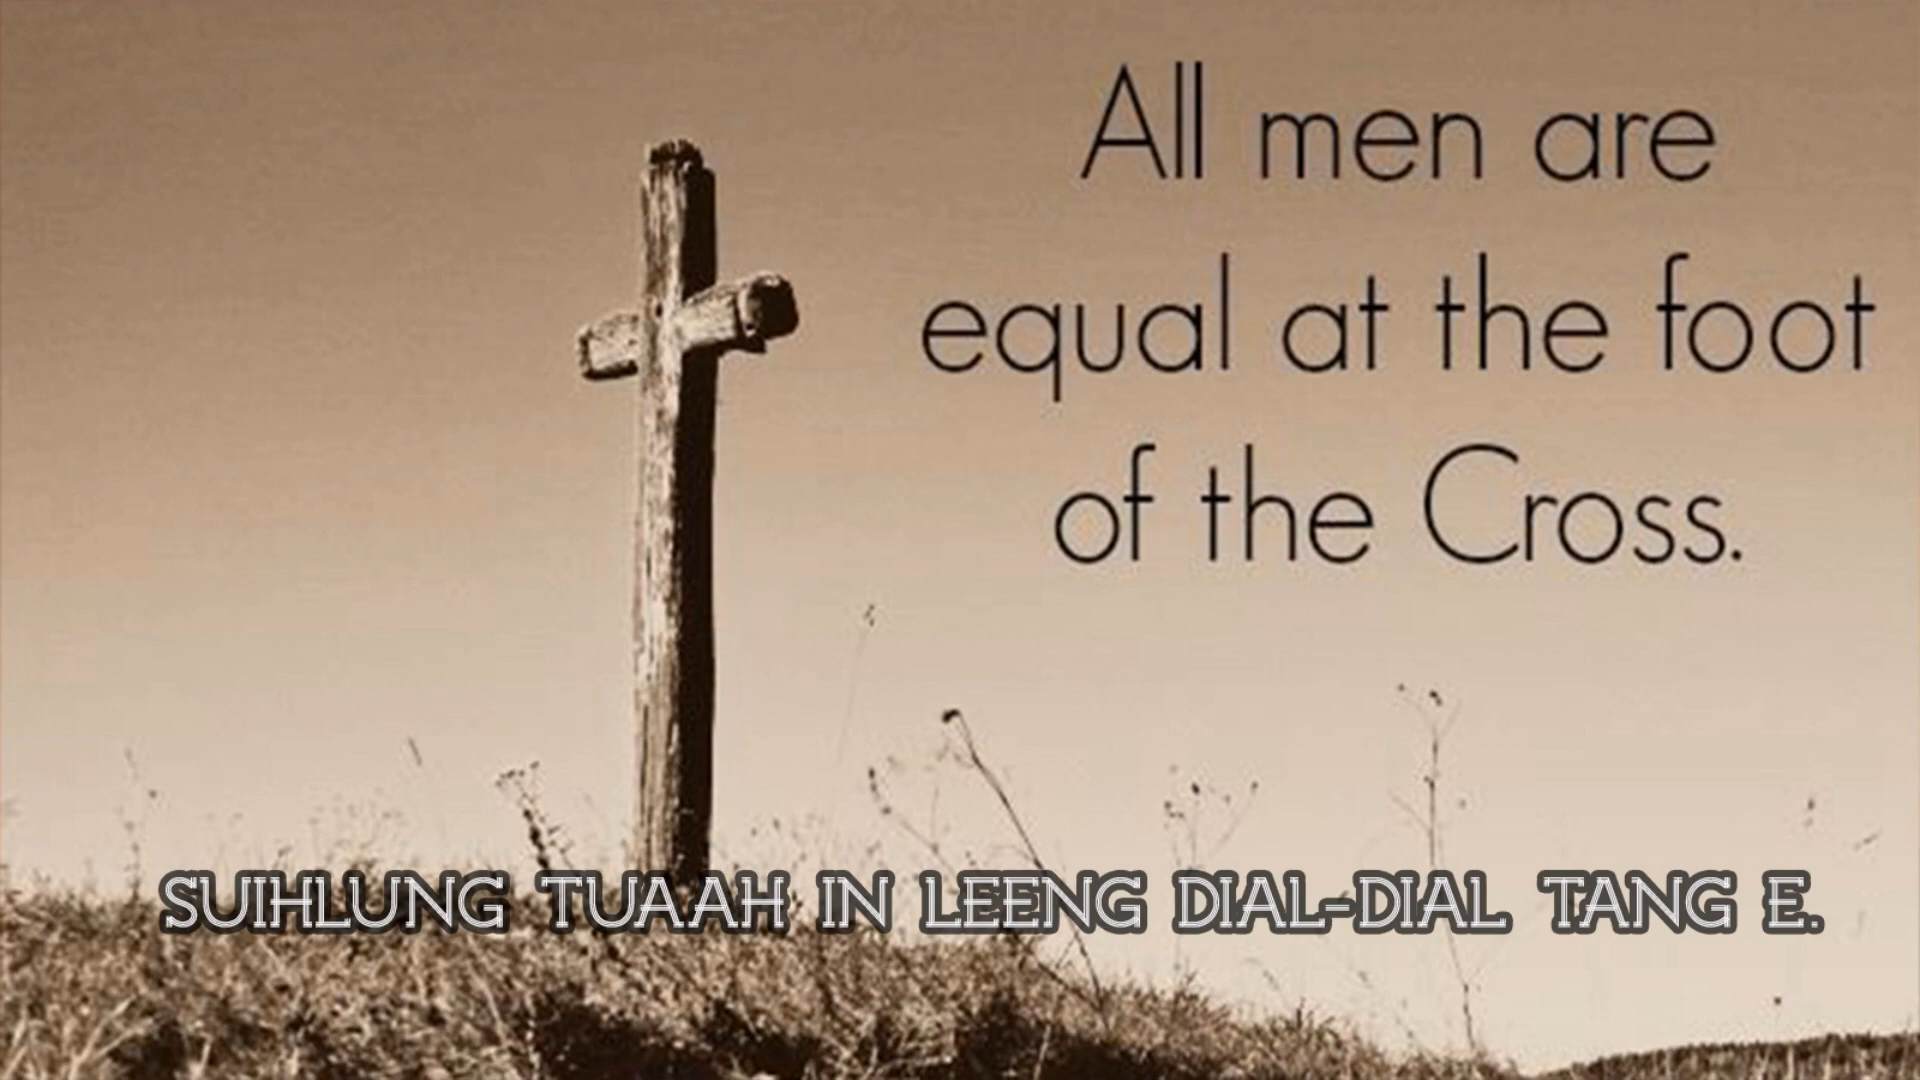 All men are
equal at the foot
of the Cross.
SUIHLUNG TUAAH IN LEENG DIAL-DIAL TANG E.